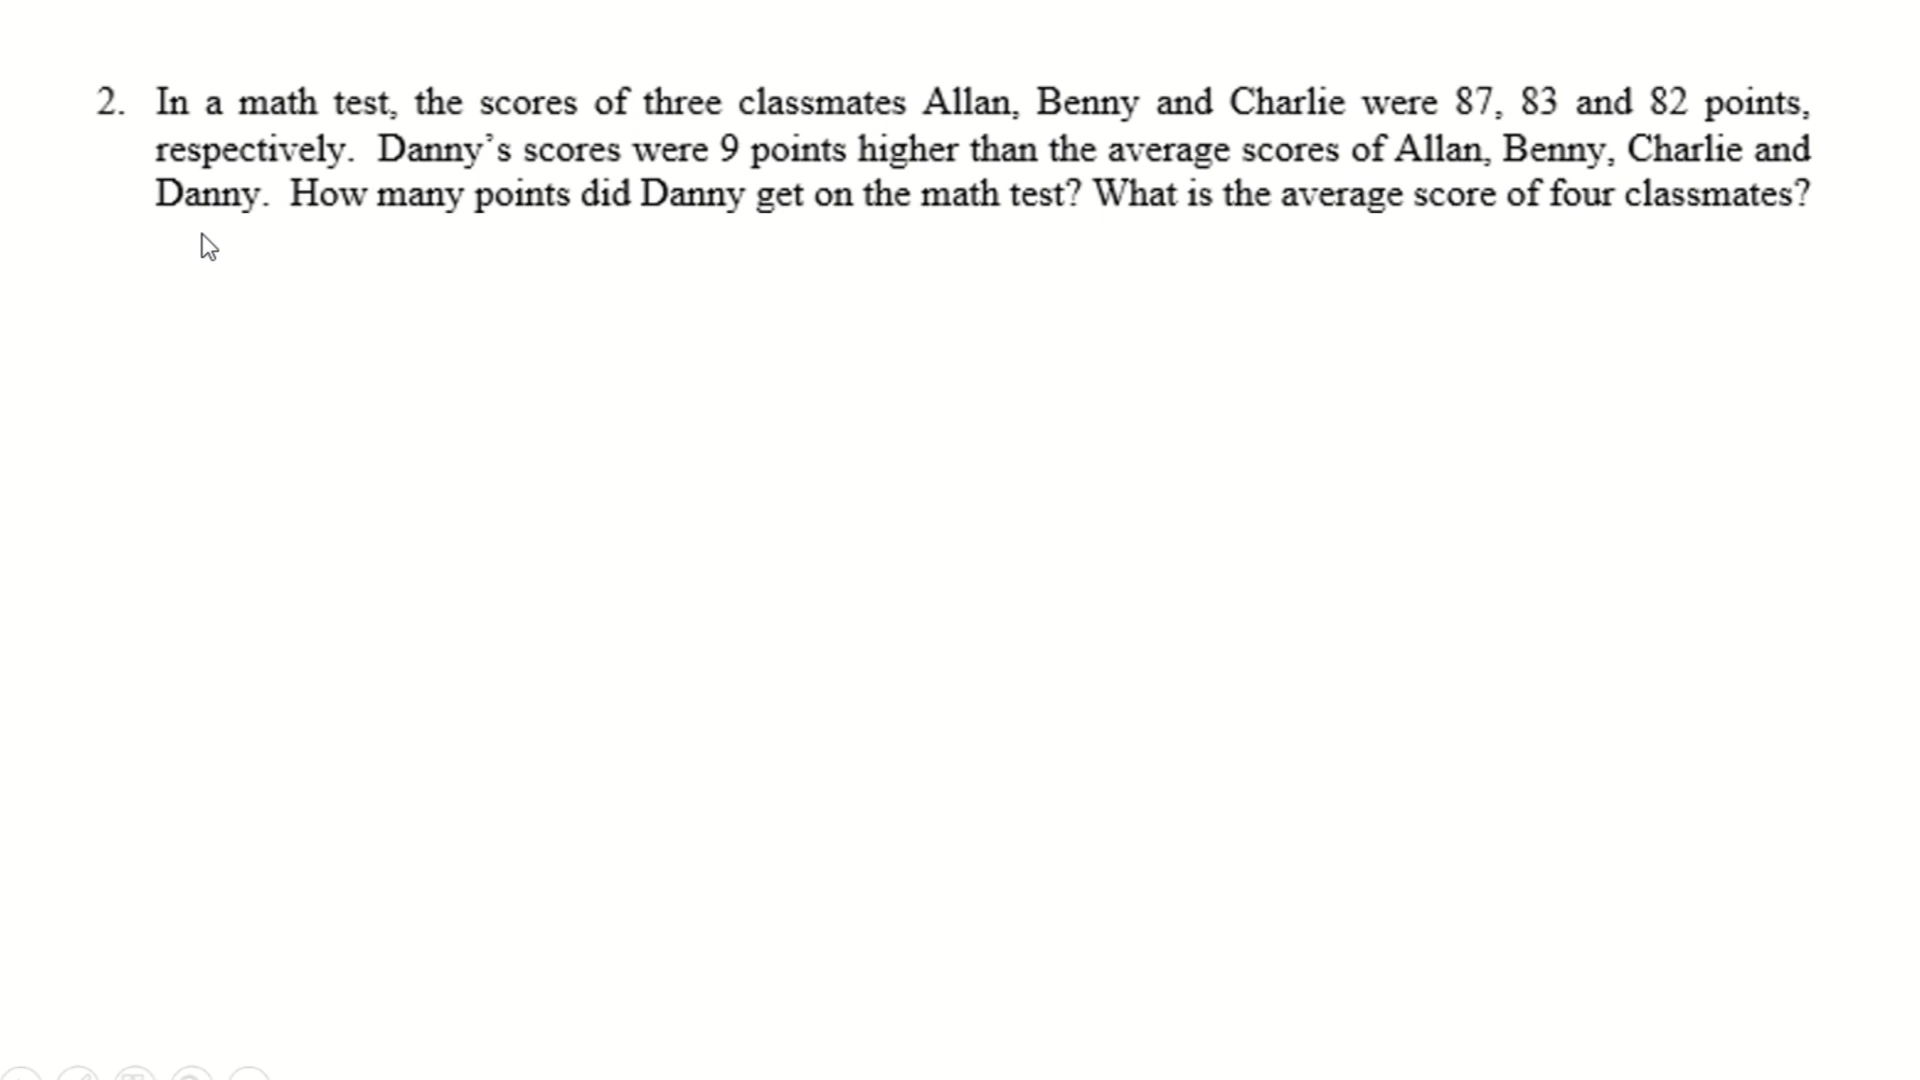 2. In a math test, the scores of three classmates Allan, Benny and Charlie were 87, 83 and 82 points,
respectively. Danny’s scores were 9 points higher than the average scores of Allan, Benny, Charlie and
Danny. How many points did Danny get on the math test? What is the average score of four classmates?